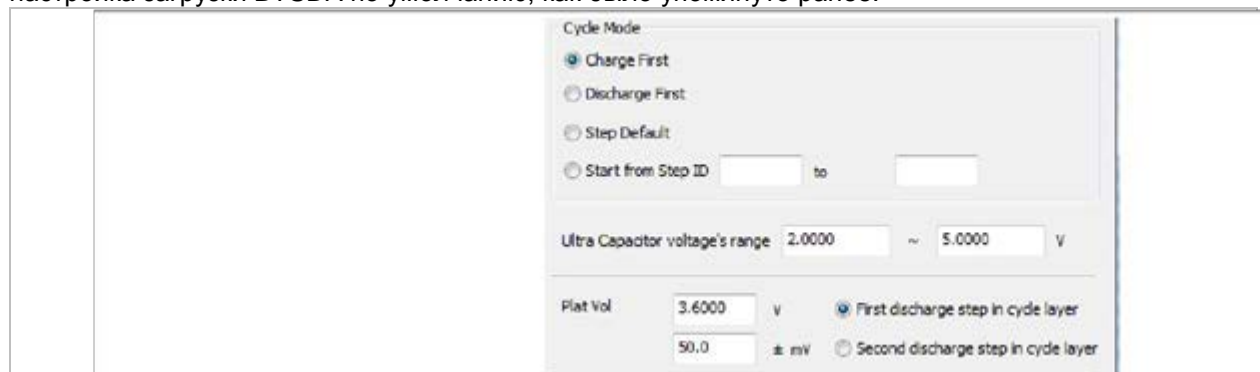 Cycle Mode
Charge First
Discharge First
Step Default
Start from Step ID to
Ultra Capacitor voltage's range 2.0000 ~ 5.0000 V
Plat Vol 3.6000 V First discharge step in cycle layer
50.0 ± mV Second discharge step in cycle layer